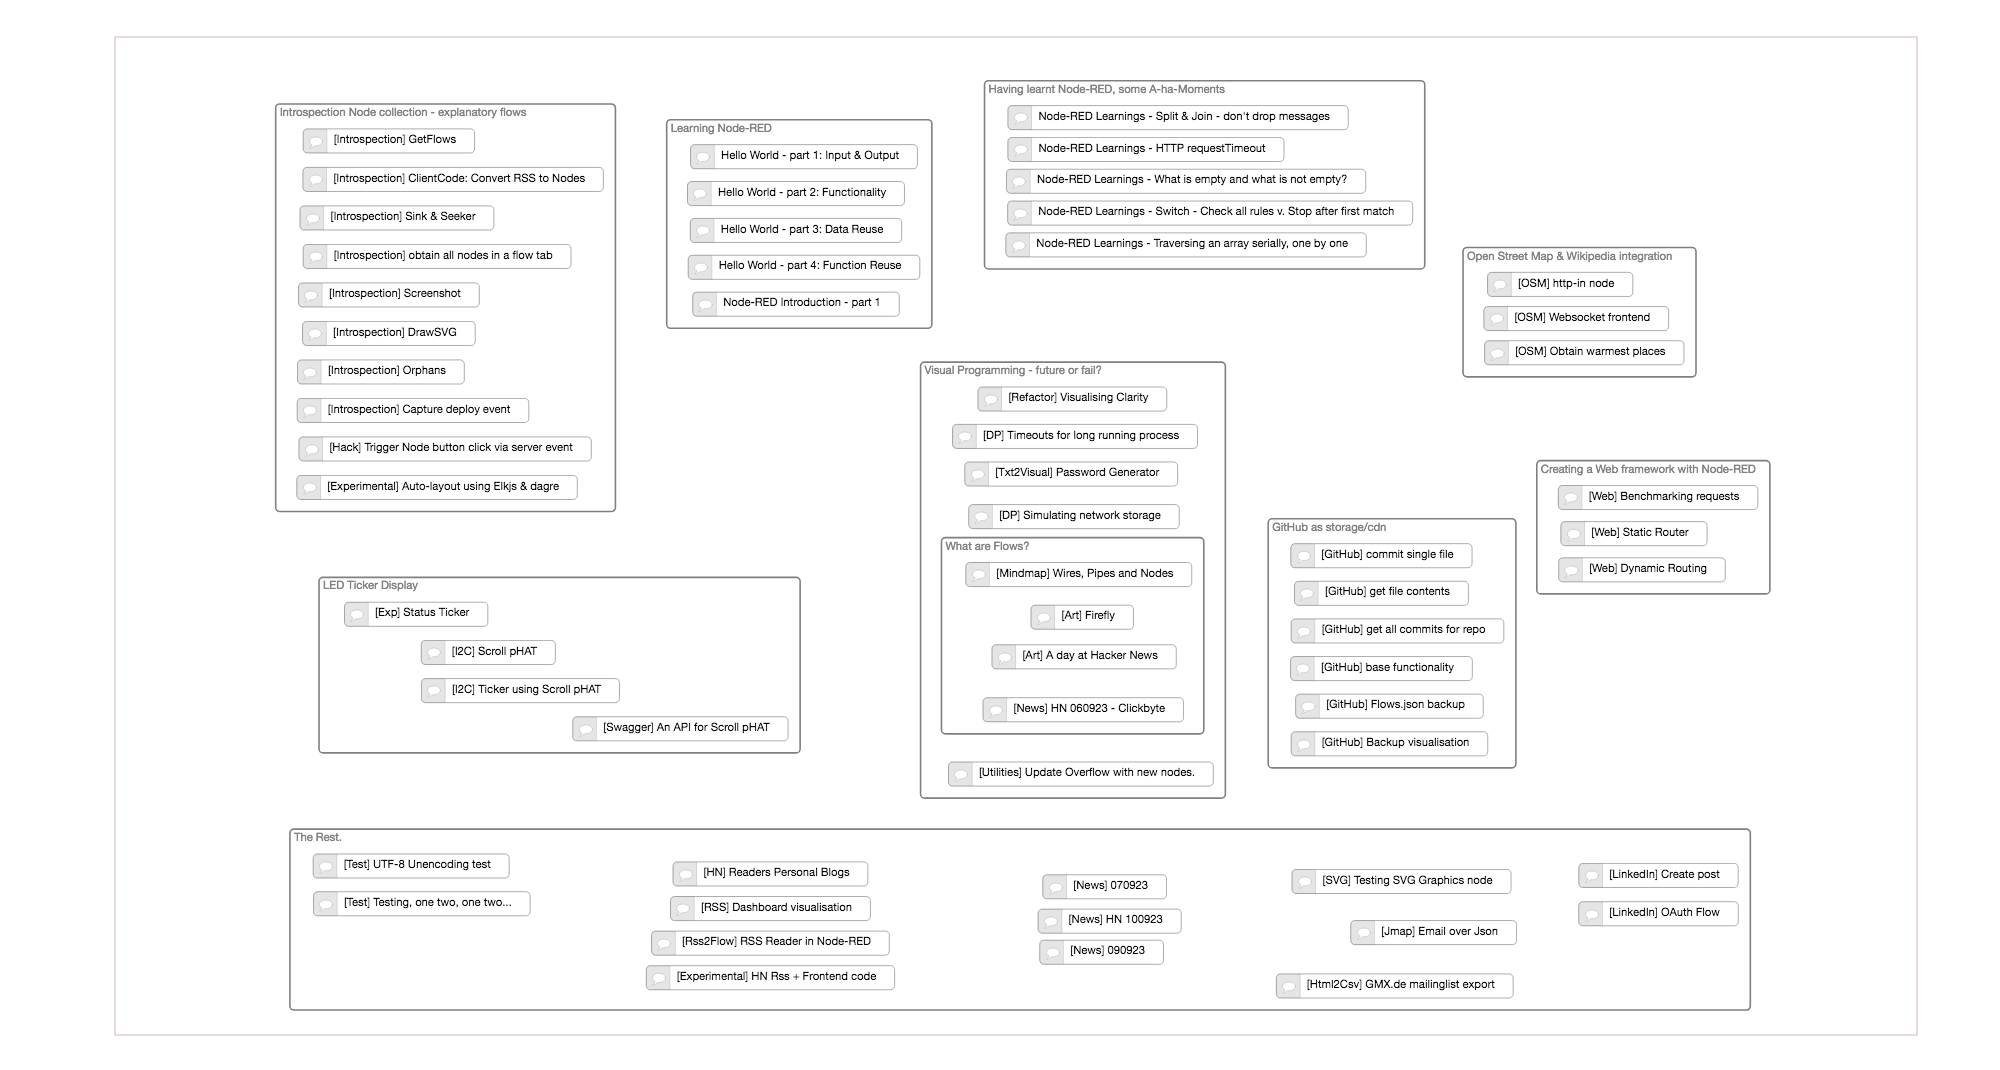 Introspection Node collection - explanatory flows
[Introspection] GetFlows
[Introspection] ClientCode: Convert RSS to Nodes
[Introspection] Sink & Seeker
[Introspection] obtain all nodes in a flow tab
[Introspection] Screenshot
[Introspection] DrawSVG
[Introspection] Orphans
[Introspection] Capture deploy event
[Hack] Trigger Node button click via server event
[Experimental] Auto-layout using Elkjs & dagre
Learning Node-RED
Hello World - part 1: Input & Output
Hello World - part 2: Functionality
Hello World - part 3: Data Reuse
Hello World - part 4: Function Reuse
Node-RED Introduction - part 1
Having learnt Node-RED, some A-ha-Moments
Node-RED Learnings - Split & Join - don't drop messages
Node-RED Learnings - HTTP requestTimeout
Node-RED Learnings - What is empty and what is not empty?
Node-RED Learnings - Switch - Check all rules v. Stop after first match
Node-RED Learnings - Traversing an array serially, one by one
Open Street Map & Wikipedia integration
[OSM] http-in node
[OSM] Websocket frontend
[OSM] Obtain warmest places
Visual Programming - future or fail?
[Refactor] Visualising Clarity
[DP] Timeouts for long running process
[Txt2Visual] Password Generator
[DP] Simulating network storage
What are Flows?
[Mindmap] Wires, Pipes and Nodes
[Art] Firefly
[Art] A day at Hacker News
[News] HN 060923 - Clickbyte
[Utilities] Update Overflow with new nodes.
Creating a Web framework with Node-RED
[Web] Benchmarking requests
[Web] Static Router
[Web] Dynamic Routing
GitHub as storage/cdn
[GitHub] commit single file
[GitHub] get file contents
[GitHub] get all commits for repo
[GitHub] base functionality
[GitHub] Flows.json backup
[GitHub] Backup visualisation
LED Ticker Display
[Exp] Status Ticker
[I2C] Scroll pHAT
[I2C] Ticker using Scroll pHAT
[Swagger] An API for Scroll pHAT
The Rest.
[Test] UTF-8 Unencoding test
[Test] Testing, one two, one two...
[HN] Readers Personal Blogs
[RSS] Dashboard visualisation
[Rss2Flow] RSS Reader in Node-RED
[Experimental] HN Rss + Frontend code
[News] 070923
[News] HN 100923
[News] 090923
[SVG] Testing SVG Graphics node
[Jmap] Email over Json
[Html2Csv] GMX.de mailinglist export
[LinkedIn] Create post
[LinkedIn] OAuth Flow